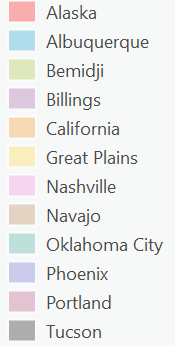 Alaska
Albuquerque
Bemidji
Billings
California
Great Plains
Nashville
Navajo
Oklahoma City
Phoenix
Portland
Tucson